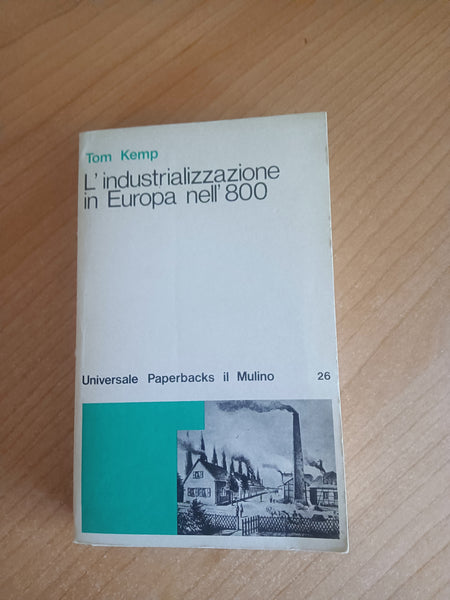 Tom Kemp
L'industrializzazione
in Europa nell'800
Universale Paperbacks il Mulino 26